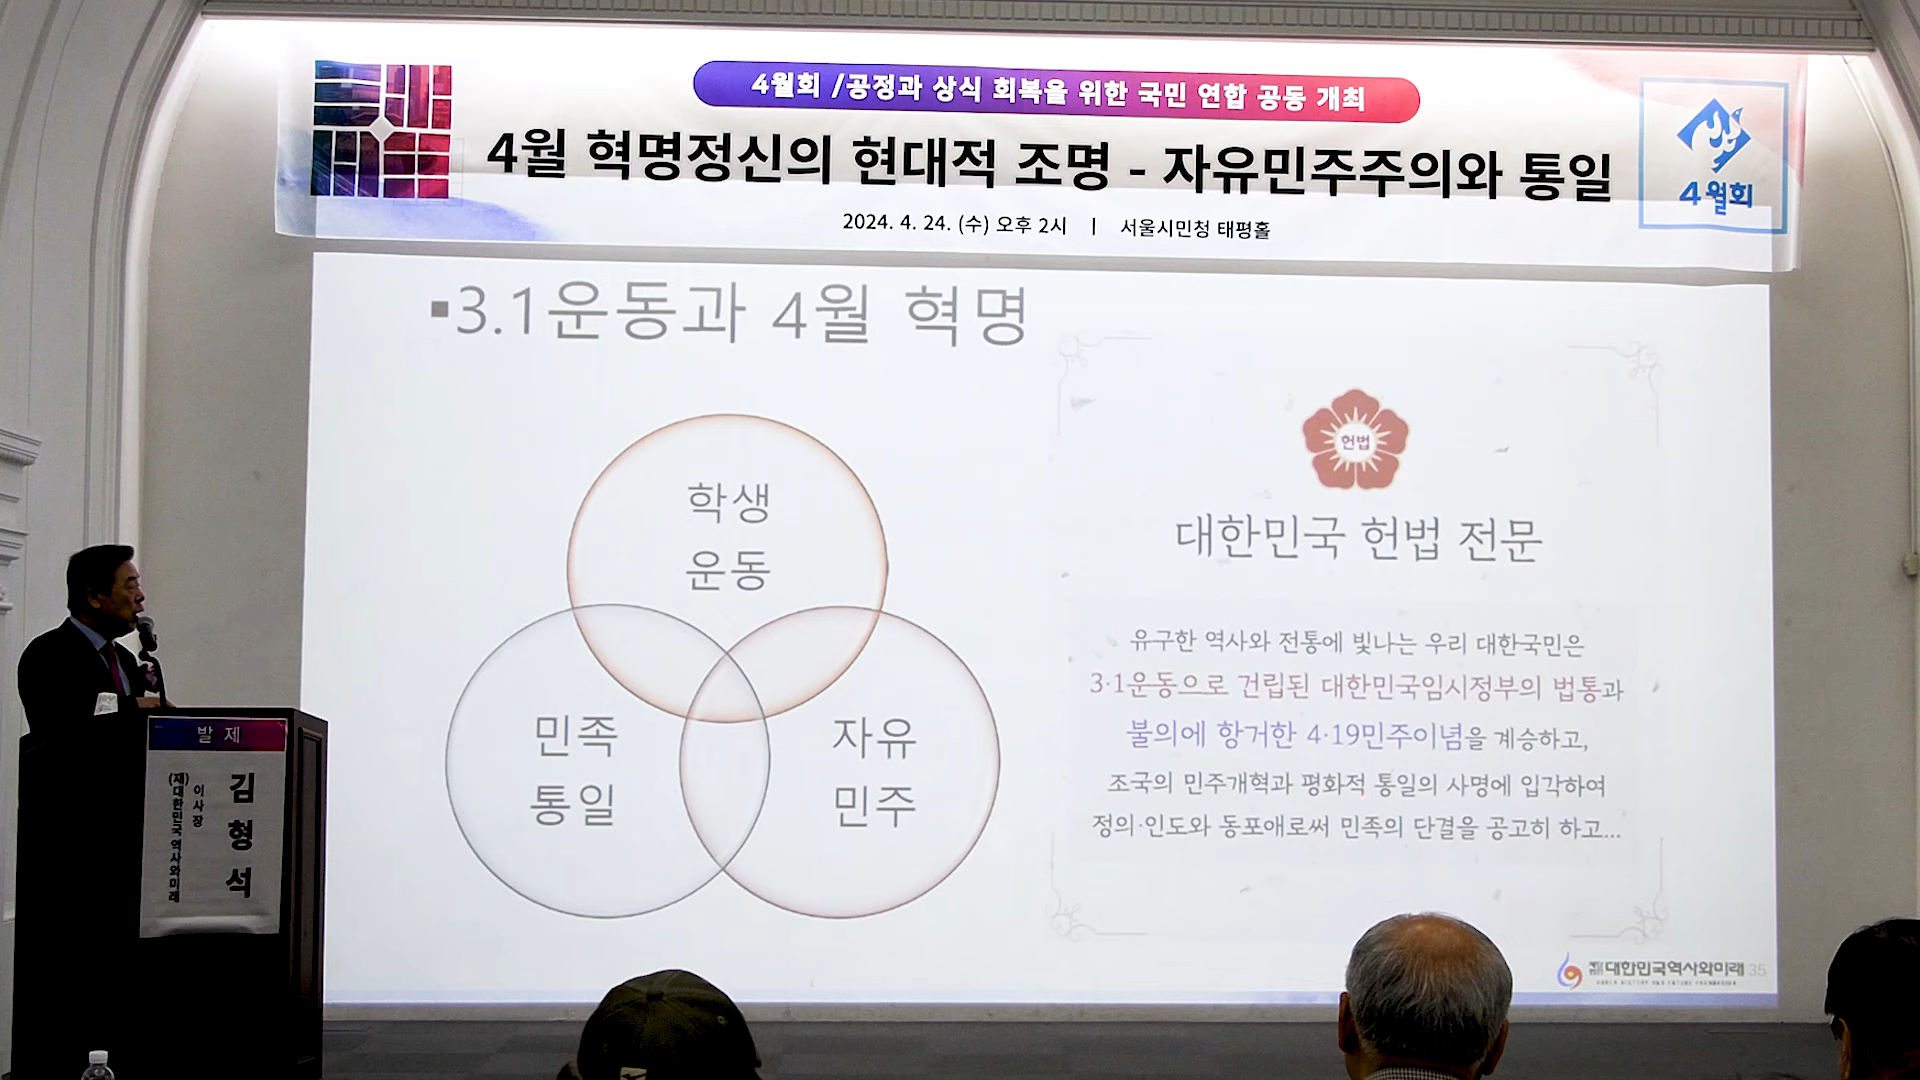 4월회 /공정과 상식 회복을 위한 국민 연합 공동 개최
4월 혁명정신의 현대적 조명 - 자유민주주의와 통일
2024. 4. 24. (수) 오후 2시 | 서울시민청 태평홀
4월회
▪3.1운동과 4월 혁명
학생
운동
민족
통일
자유
민주
헌법
대한민국 헌법 전문
유구한 역사와 전통에 빛나는 우리 대한국민은
3·1운동으로 건립된 대한민국임시정부의 법통과
불의에 항거한 4·19민주이념을 계승하고,
조국의 민주개혁과 평화적 통일의 사명에 입각하여
정의·인도와 동포애로써 민족의 단결을 공고히 하고...
대한민국역사와미래 35
발 제
김형석
이사장
(재)대한민국 역사와미래